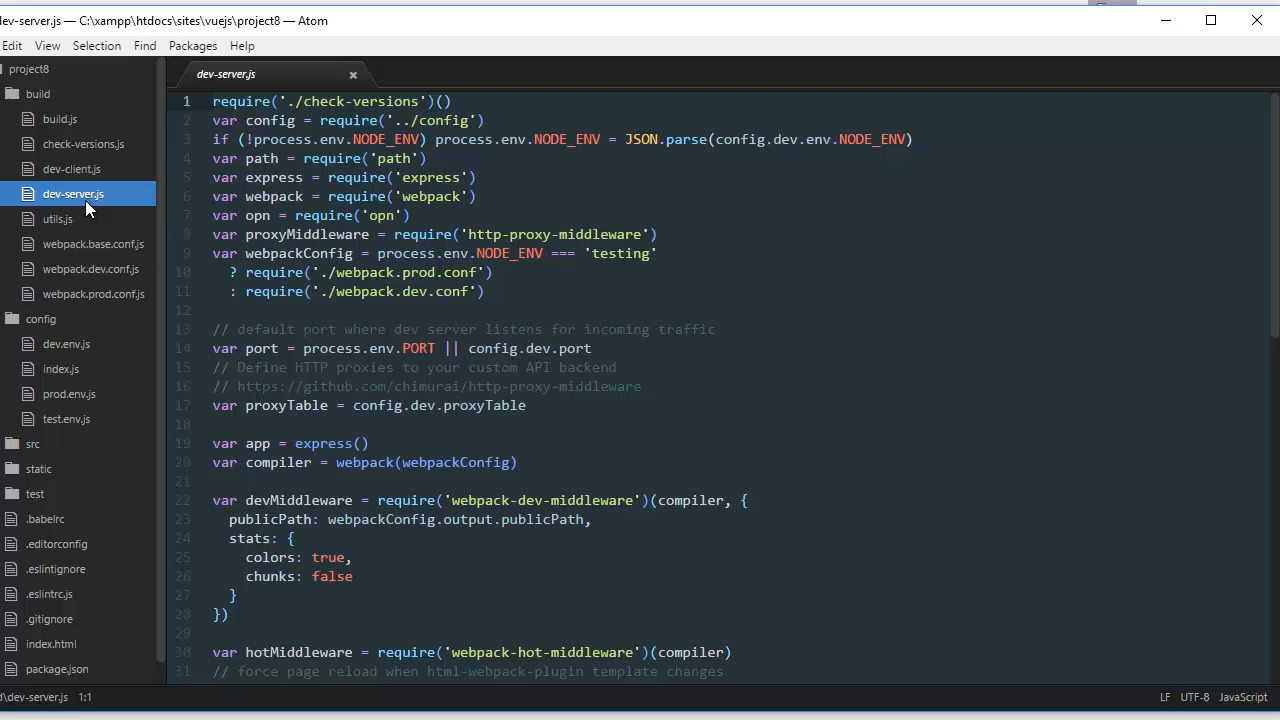 dev-server.js — C:\xampp\htdocs\sites\vuejs\project8 — Atom
Edit View Selection Find Packages Help
project8
build
build.js
check-versions.js
dev-client.js
dev-server.js
utils.js
webpack.base.conf.js
webpack.dev.conf.js
webpack.prod.conf.js
config
dev.env.js
index.js
prod.env.js
test.env.js
src
static
test
.babelrc
.editorconfig
.eslintignore
.eslintrc.js
.gitignore
index.html
package.json
dev-server.js
1 require('./check-versions')()
2 var config = require('../config')
3 if (!process.env.NODE_ENV) process.env.NODE_ENV = JSON.parse(config.dev.env.NODE_ENV)
4 var path = require('path')
5 var express = require('express')
6 var webpack = require('webpack')
7 var opn = require('opn')
8 var proxyMiddleware = require('http-proxy-middleware')
9 var webpackConfig = process.env.NODE_ENV === 'testing'
10 ? require('./webpack.prod.conf')
11 : require('./webpack.dev.conf')
12
13 // default port where dev server listens for incoming traffic
14 var port = process.env.PORT || config.dev.port
15 // Define HTTP proxies to your custom API backend
16 // https://github.com/chimurai/http-proxy-middleware
17 var proxyTable = config.dev.proxyTable
18
19 var app = express()
20 var compiler = webpack(webpackConfig)
21
22 var devMiddleware = require('webpack-dev-middleware')(compiler, {
23 publicPath: webpackConfig.output.publicPath,
24 stats: {
25 colors: true,
26 chunks: false
27 }
28 })
29
30 var hotMiddleware = require('webpack-hot-middleware')(compiler)
31 // force page reload when html-webpack-plugin template changes
\dev-server.js 1:1 LF UTF-8 JavaScript